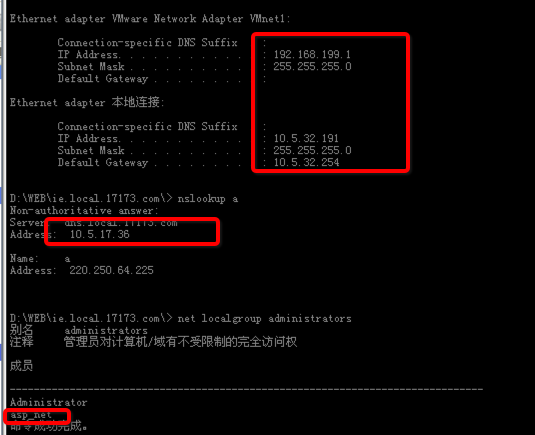 Ethernet adapter VMware Network Adapter VMnet1:
Connection-specific DNS Suffix  . :
IP Address. . . . . . . . . . . . : 192.168.199.1
Subnet Mask . . . . . . . . . . . : 255.255.255.0
Default Gateway . . . . . . . . . :
Ethernet adapter 本地连接:
Connection-specific DNS Suffix  . :
IP Address. . . . . . . . . . . . : 10.5.32.191
Subnet Mask . . . . . . . . . . . : 255.255.255.0
Default Gateway . . . . . . . . . : 10.5.32.254
D:\WEB\ie.local.17173.com\> nslookup a
Non-authoritative answer:
Server:  dns.local.17173.com
Address:  10.5.17.36
Name:    a
Address:  220.250.64.225
D:\WEB\ie.local.17173.com\> net localgroup administrators
别名     administrators
注释     管理员对计算机/域有不受限制的完全访问权
成员
-------------------------------------------------------------------------------
Administrator
asp_net
命令成功完成。